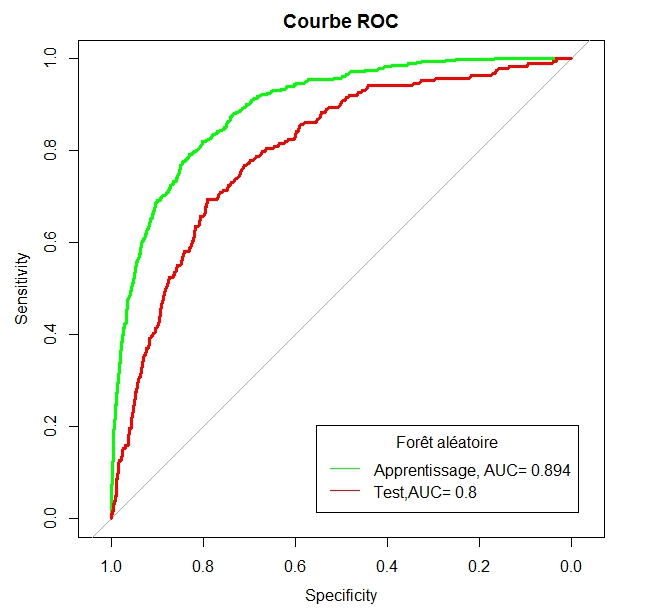 Courbe ROC
1.0
0.8
0.6
0.4
0.2
0.0
Sensitivity
Forêt aléatoire
Apprentissage, AUC= 0.894
Test,AUC= 0.8
1.0 0.8 0.6 0.4 0.2 0.0
Specificity